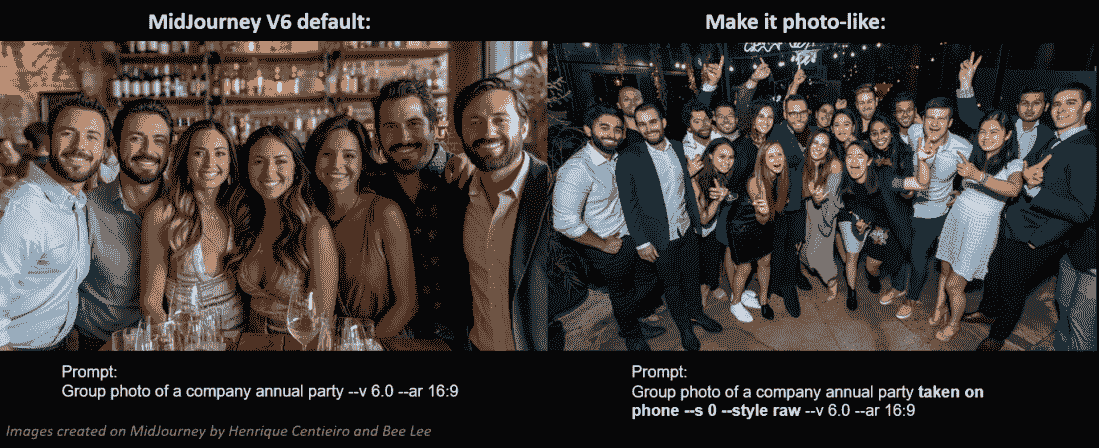 MidJourney V6 default:
Make it photo-like:
Prompt:
Group photo of a company annual party --v 6.0 --ar 16:9
Prompt:
Group photo of a company annual party taken on
phone --s 0 --style raw --v 6.0 --ar 16:9
Images created on MidJourney by Henrique Centieiro and Bee Lee